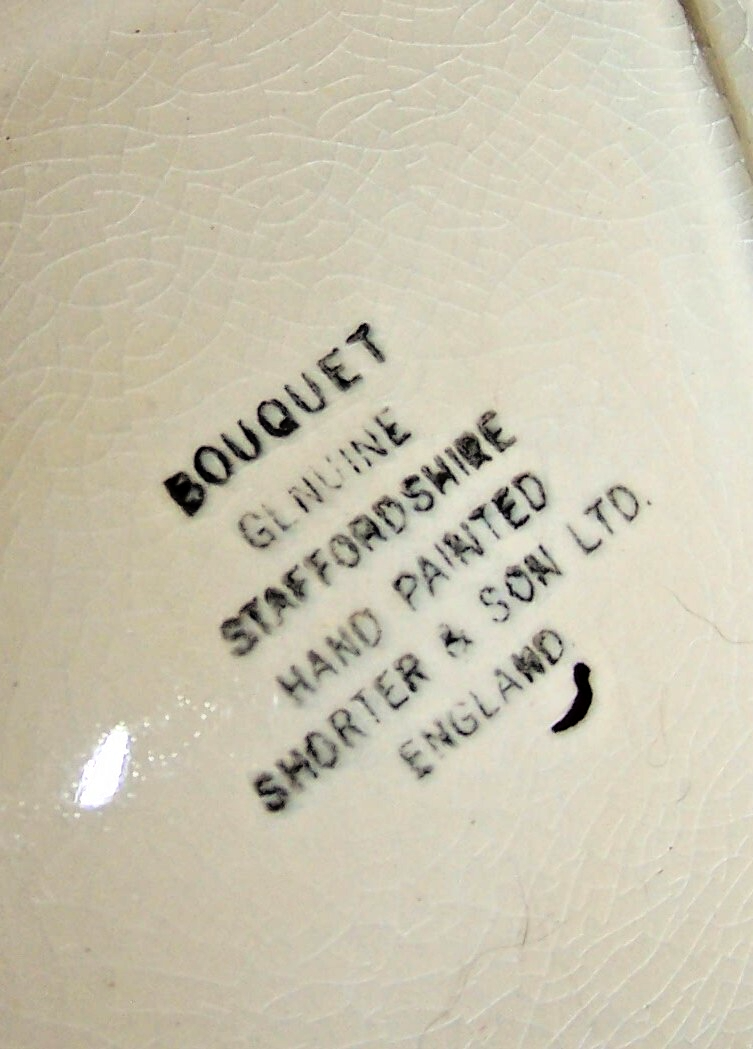 BOUQUET
GENUINE
STAFFORDSHIRE
HAND PAINTED
SHORTER & SON LTD.
ENGLAND.